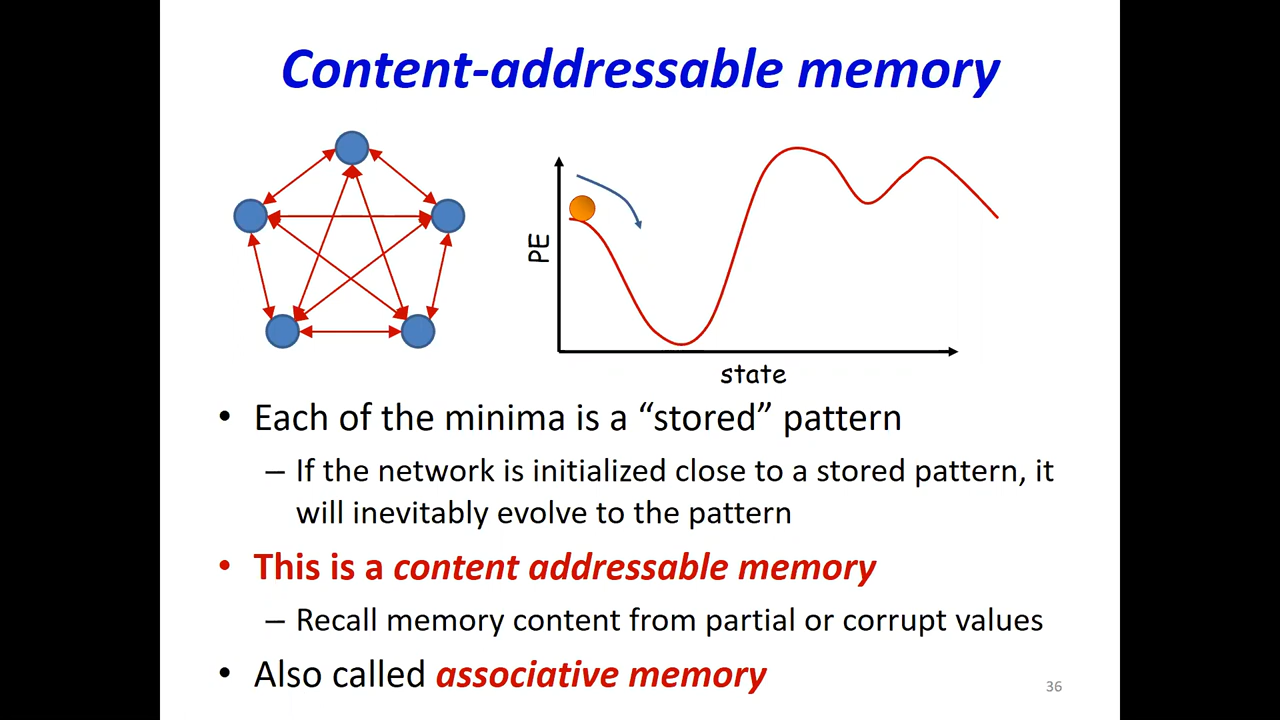 Content-addressable memory
PE
state
• Each of the minima is a “stored” pattern
– If the network is initialized close to a stored pattern, it
will inevitably evolve to the pattern
• This is a content addressable memory
– Recall memory content from partial or corrupt values
• Also called associative memory
36